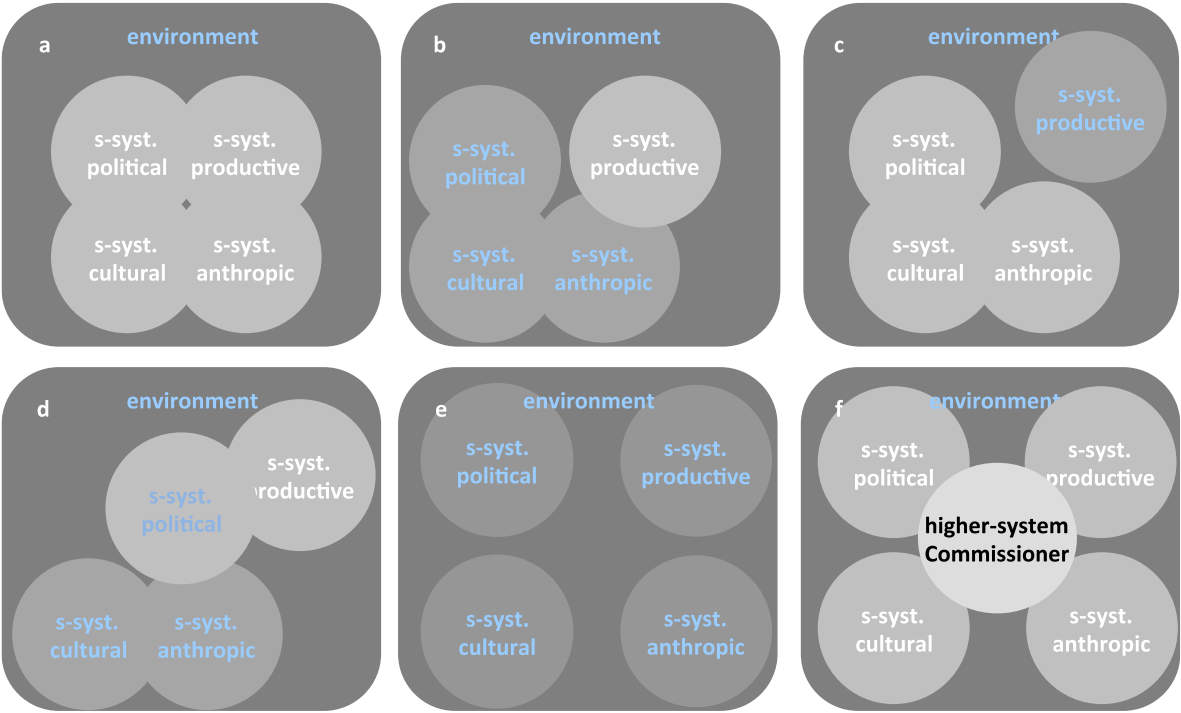 a
environment
s-syst.
political
s-syst.
productive
s-syst.
cultural
s-syst.
anthropic
b
environment
s-syst.
political
s-syst.
productive
s-syst.
cultural
s-syst.
anthropic
c
environment
s-syst.
political
s-syst.
productive
s-syst.
cultural
s-syst.
anthropic
d
environment
s-syst.
political
s-syst.
productive
s-syst.
cultural
s-syst.
anthropic
e
environment
s-syst.
political
s-syst.
productive
s-syst.
cultural
s-syst.
anthropic
f
environment
s-syst.
political
s-syst.
productive
higher-system
Commissioner
s-syst.
cultural
s-syst.
anthropic